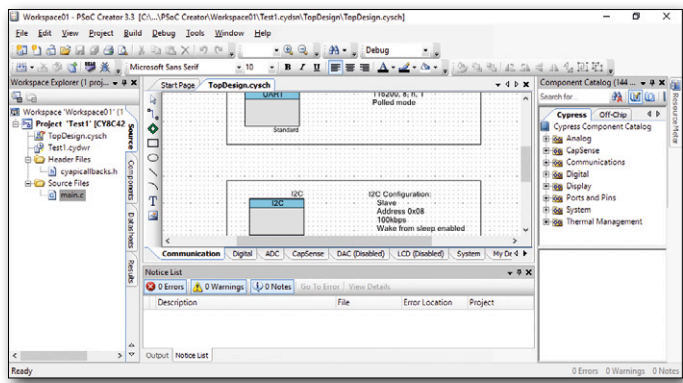 Workspace01 - PSoC Creator 3.3 [C:\...\PSoC Creator\Workspace01\Test1.cydsn\TopDesign\TopDesign.cysch]
File Edit View Project Build Debug Tools Window Help
Debug
Microsoft Sans Serif 10 B I U
Workspace Explorer (1 proj...
Workspace 'Workspace01' (1
Project 'Test1' [CY8C42
TopDesign.cysch
Test1.cydwr
Header Files
cyapicallbacks.h
Source Files
main.c
Source
Components
Datasheets
Results
Start Page TopDesign.cysch
UART
Standard
115200, 8, n, 1
Polled mode
I2C
I2C
I2C Configuration:
Slave
Address 0x08
100kbps
Wake from sleep enabled
Communication Digital ADC CapSense DAC (Disabled) LCD (Disabled) System My De
Notice List
0 Errors 0 Warnings 0 Notes Go To Error View Details
Description File Error Location Project
Output Notice List
Component Catalog (144 ...
Search for...
Cypress Off-Chip
Cypress Component Catalog
Analog
CapSense
Communications
Digital
Display
Ports and Pins
System
Thermal Management
Resource Meter
Ready
0 Errors 0 Warnings 0 Notes